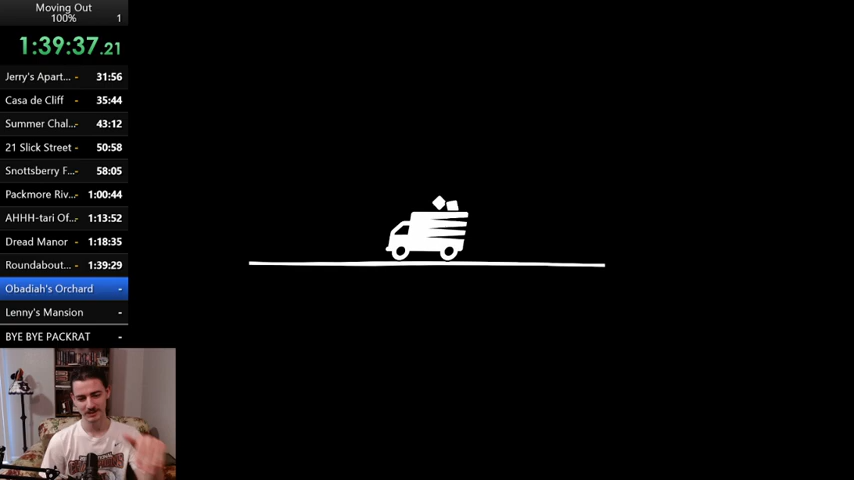 Moving Out
100% 1
1:39:37.21
Jerry's Apart... - 31:56
Casa de Cliff - 35:44
Summer Chal... - 43:12
21 Slick Street - 50:58
Snottsberry F... - 58:05
Packmore Riv... - 1:00:44
AHHH-tari Of... - 1:13:52
Dread Manor - 1:18:35
Roundabout... - 1:39:29
Obadiah's Orchard -
Lenny's Mansion -
BYE BYE PACKRAT -